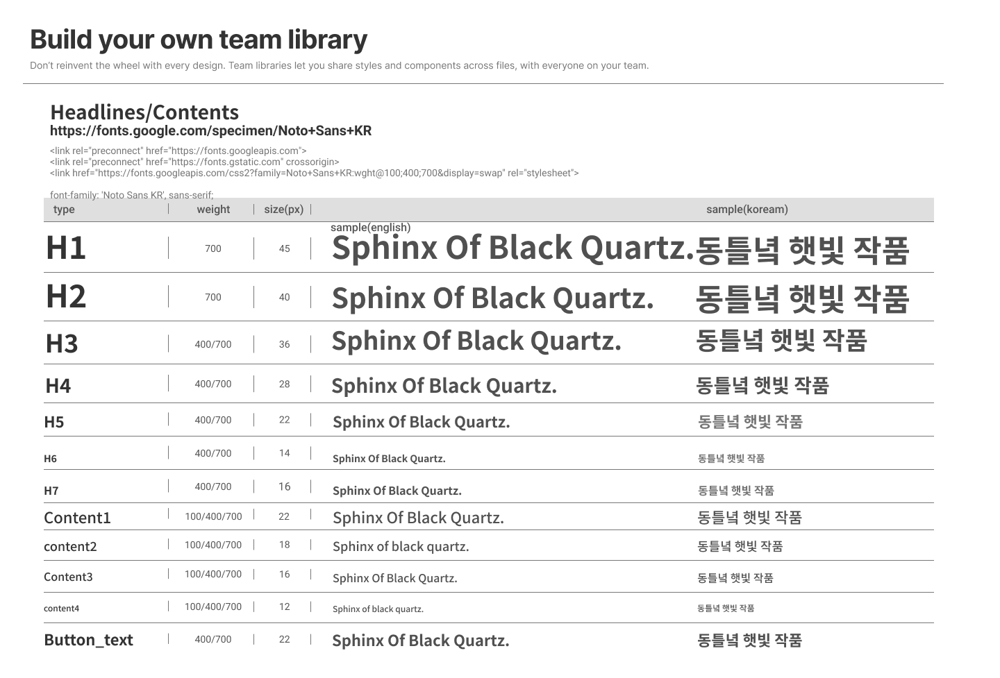 Build your own team library
Don't reinvent the wheel with every design. Team libraries let you share styles and components across files, with everyone on your team.
Headlines/Contents
https://fonts.google.com/specimen/Noto+Sans+KR
<link rel="preconnect" href="https://fonts.googleapis.com">
<link rel="preconnect" href="https://fonts.gstatic.com" crossorigin>
<link href="https://fonts.googleapis.com/css2?family=Noto+Sans+KR:wght@100;400;700&display=swap" rel="stylesheet">
font-family: 'Noto Sans KR', sans-serif;
type weight size(px) sample(koream)
sample(english)
H1 700 45 Sphinx Of Black Quartz. 동틀녘 햇빛 작품
H2 700 40 Sphinx Of Black Quartz. 동틀녘 햇빛 작품
H3 400/700 36 Sphinx Of Black Quartz. 동틀녘 햇빛 작품
H4 400/700 28 Sphinx Of Black Quartz. 동틀녘 햇빛 작품
H5 400/700 22 Sphinx Of Black Quartz. 동틀녘 햇빛 작품
H6 400/700 14 Sphinx Of Black Quartz. 동틀녘 햇빛 작품
H7 400/700 16 Sphinx Of Black Quartz. 동틀녘 햇빛 작품
Content1 100/400/700 22 Sphinx Of Black Quartz. 동틀녘 햇빛 작품
content2 100/400/700 18 Sphinx of black quartz. 동틀녘 햇빛 작품
Content3 100/400/700 16 Sphinx Of Black Quartz. 동틀녘 햇빛 작품
content4 100/400/700 12 Sphinx of black quartz. 동틀녘 햇빛 작품
Button_text 400/700 22 Sphinx Of Black Quartz. 동틀녘 햇빛 작품